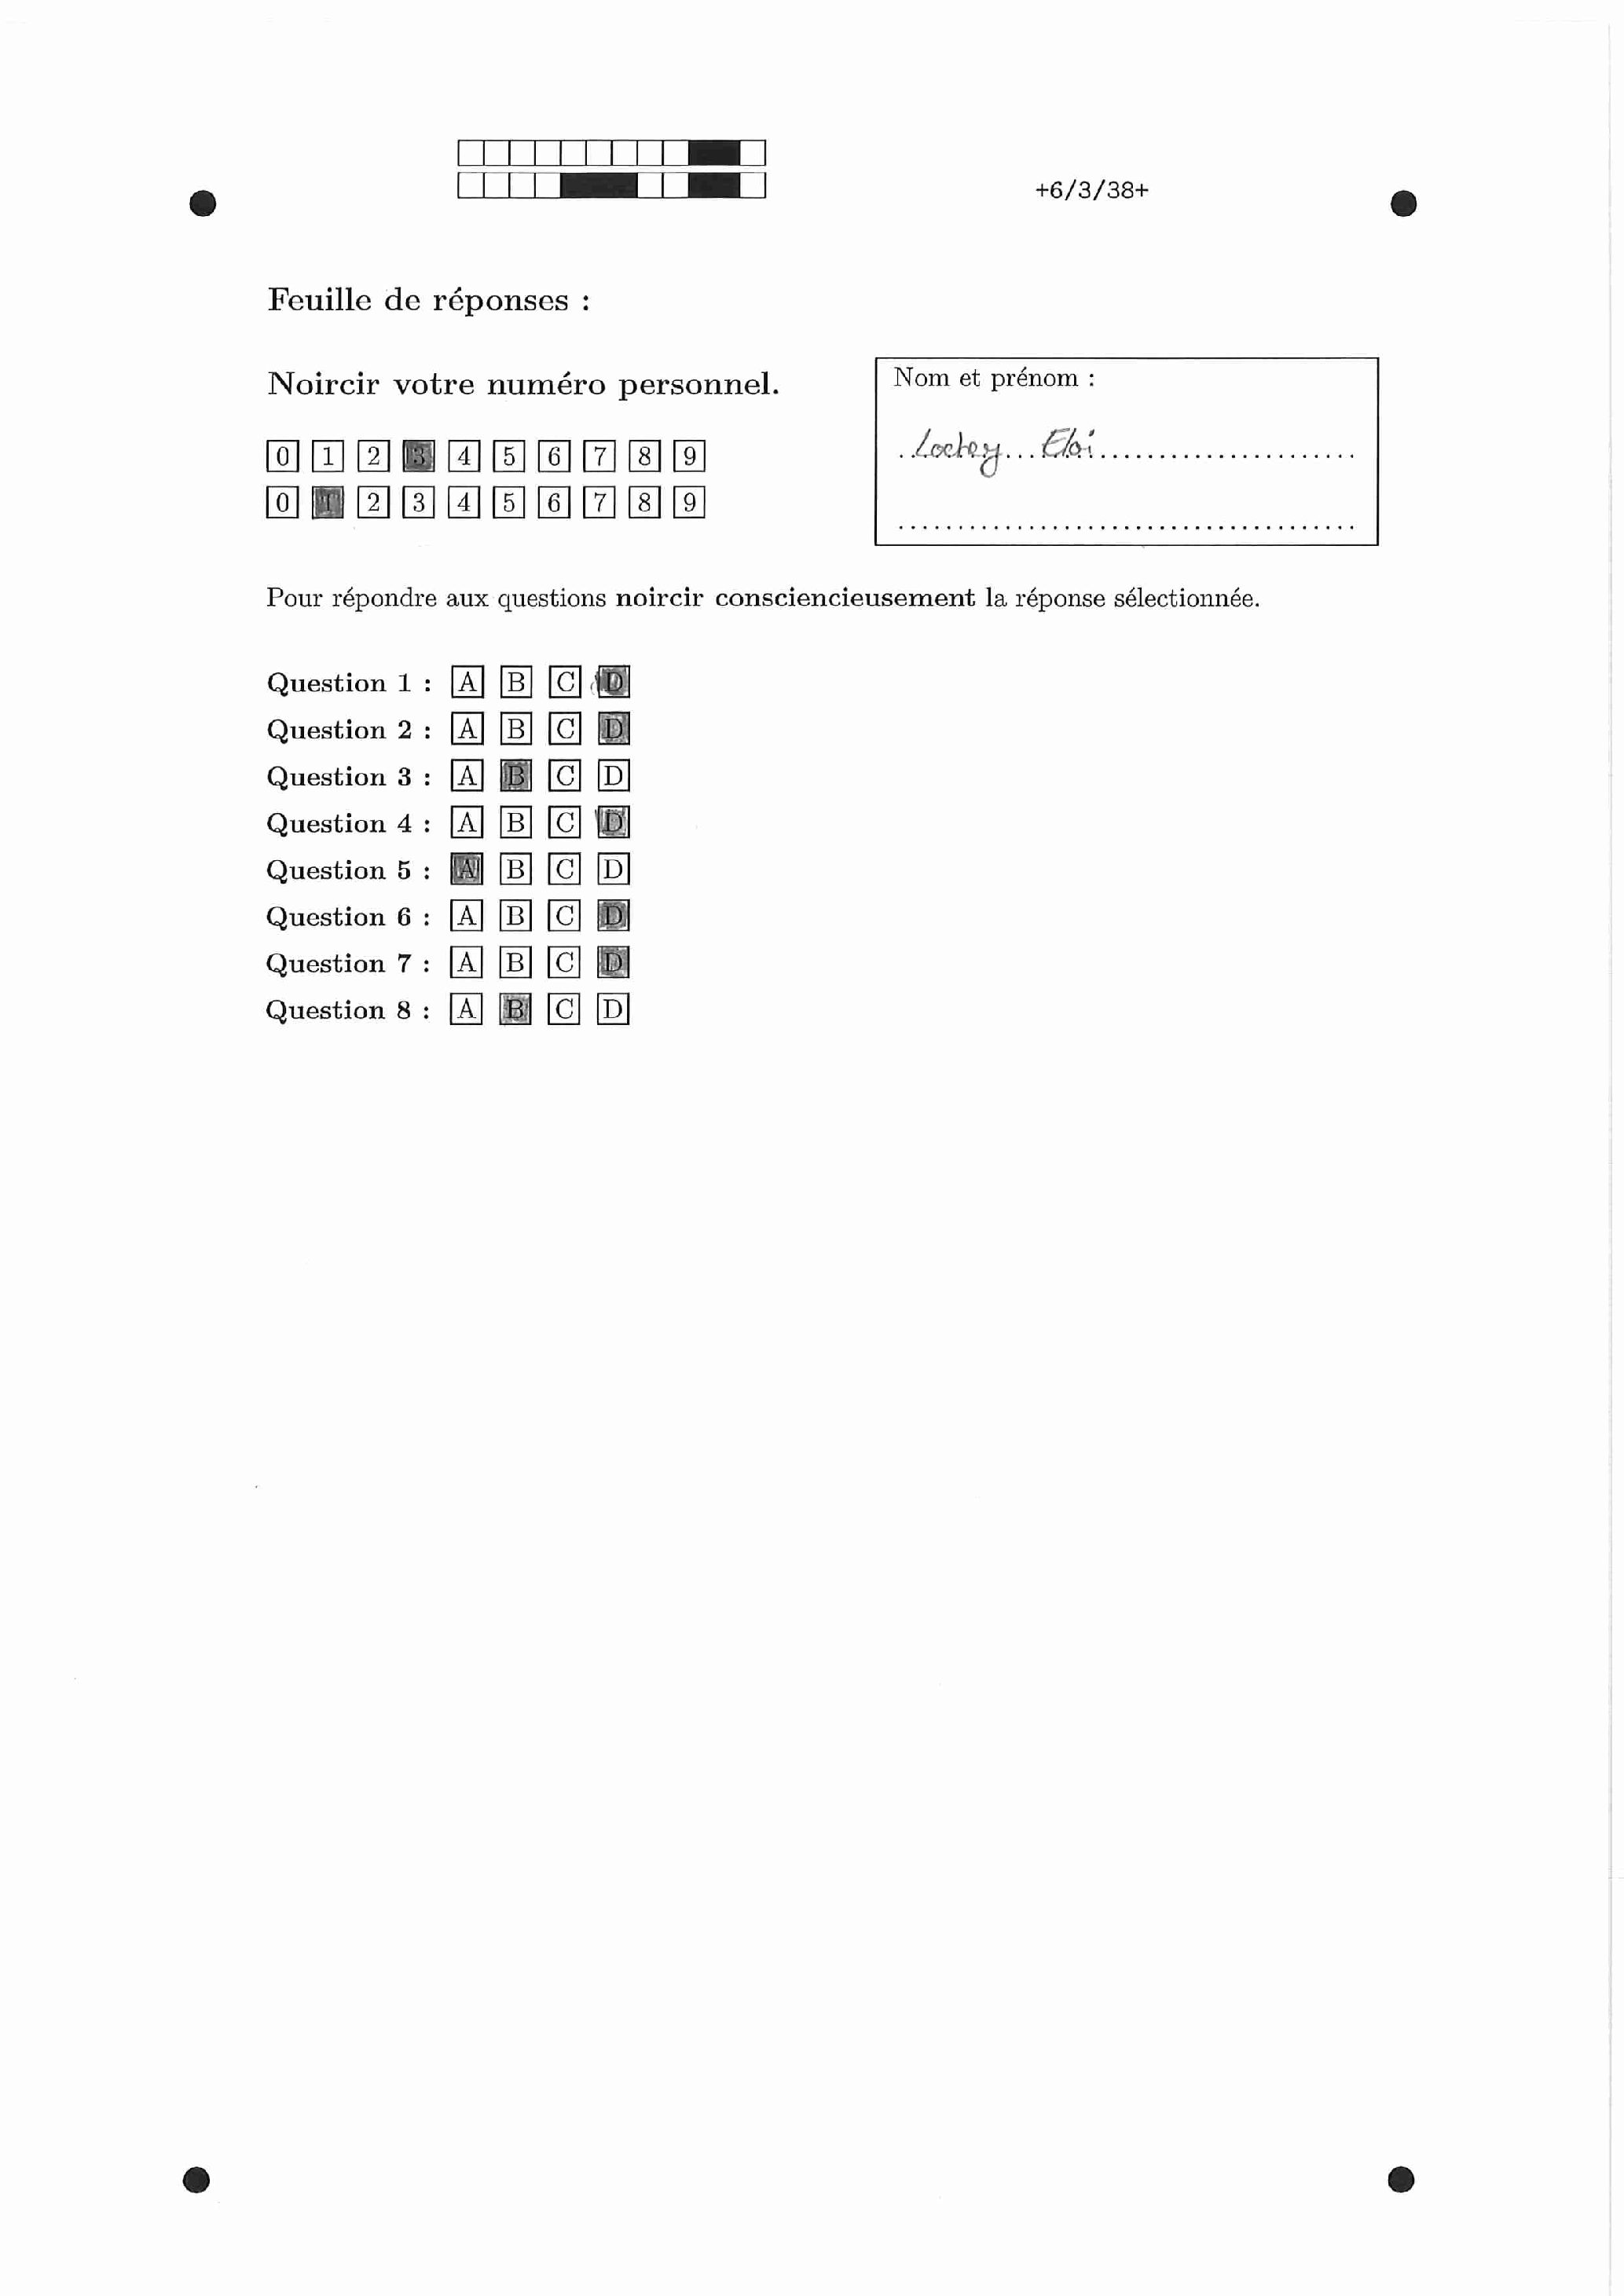 +6/3/38+
Feuille de réponses :
Noircir votre numéro personnel.
Nom et prénom :
0 1 2 3 4 5 6 7 8 9
Eloi
0 1 2 3 4 5 6 7 8 9
Pour répondre aux questions noircir consciencieusement la réponse sélectionnée.
Question 1 : A B C D
Question 2 : A B C D
Question 3 : A B C D
Question 4 : A B C D
Question 5 : A B C D
Question 6 : A B C D
Question 7 : A B C D
Question 8 : A B C D